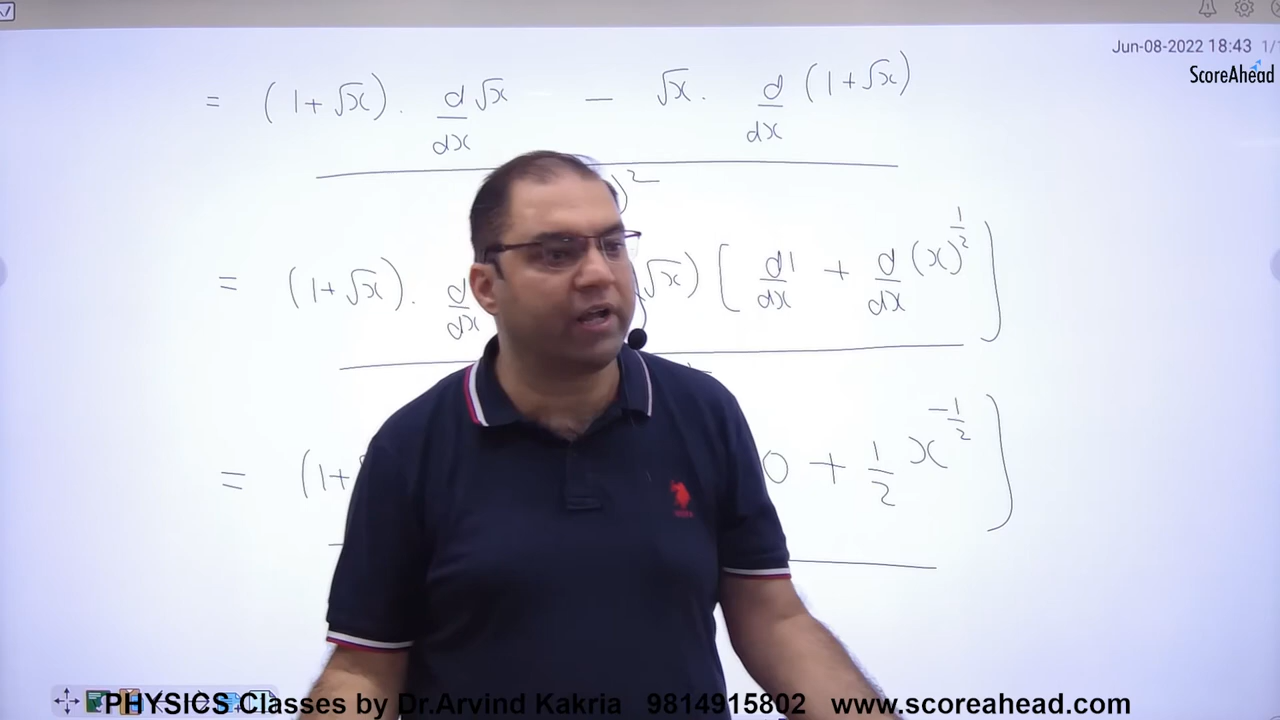 Jun-08-2022 18:43 1/
ScoreAhead
= (1+√x). d/dx √x − √x. d/dx (1+√x)
)²
= (1+√x). d/dx √x) [ d1/dx + d/dx (x)^1/2 ]
= (1+ 0 + 1/2 x^-1/2 ]
PHYSICS Classes by Dr.Arvind Kakria 9814915802 www.scoreahead.com